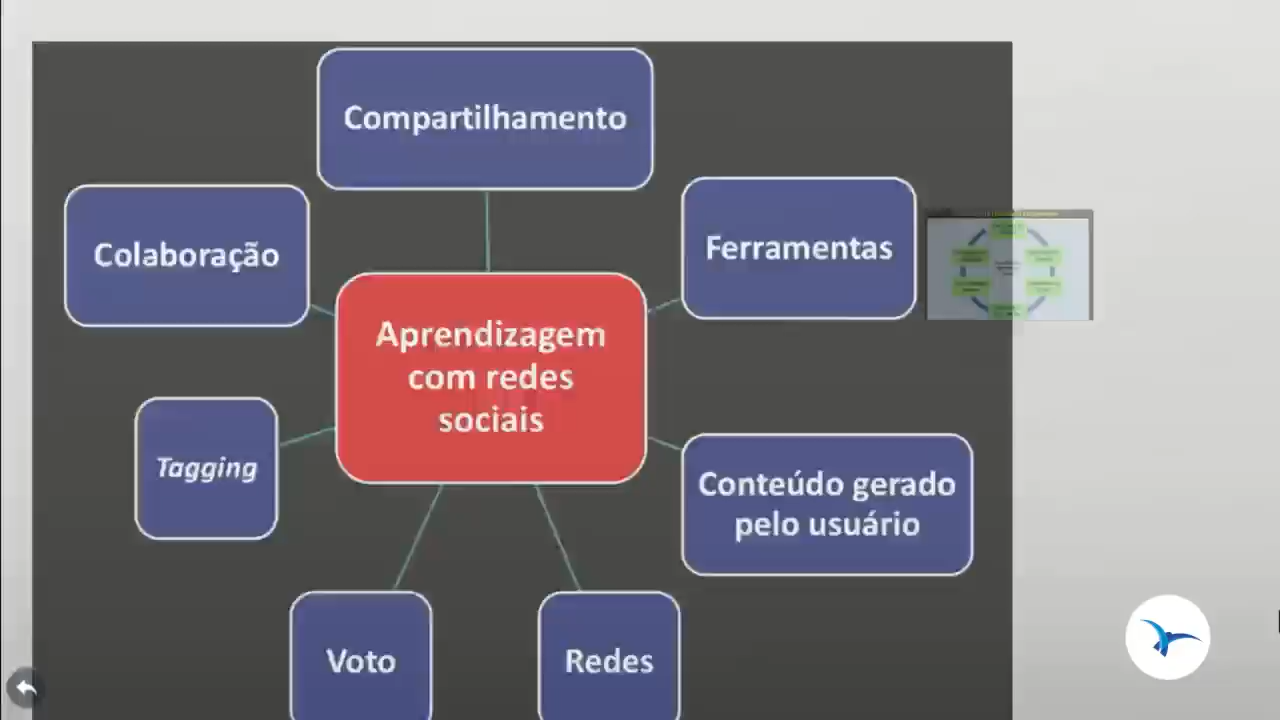 Compartilhamento
Colaboração
Ferramentas
Aprendizagem
com redes
sociais
Tagging
Conteúdo gerado
pelo usuário
Voto
Redes